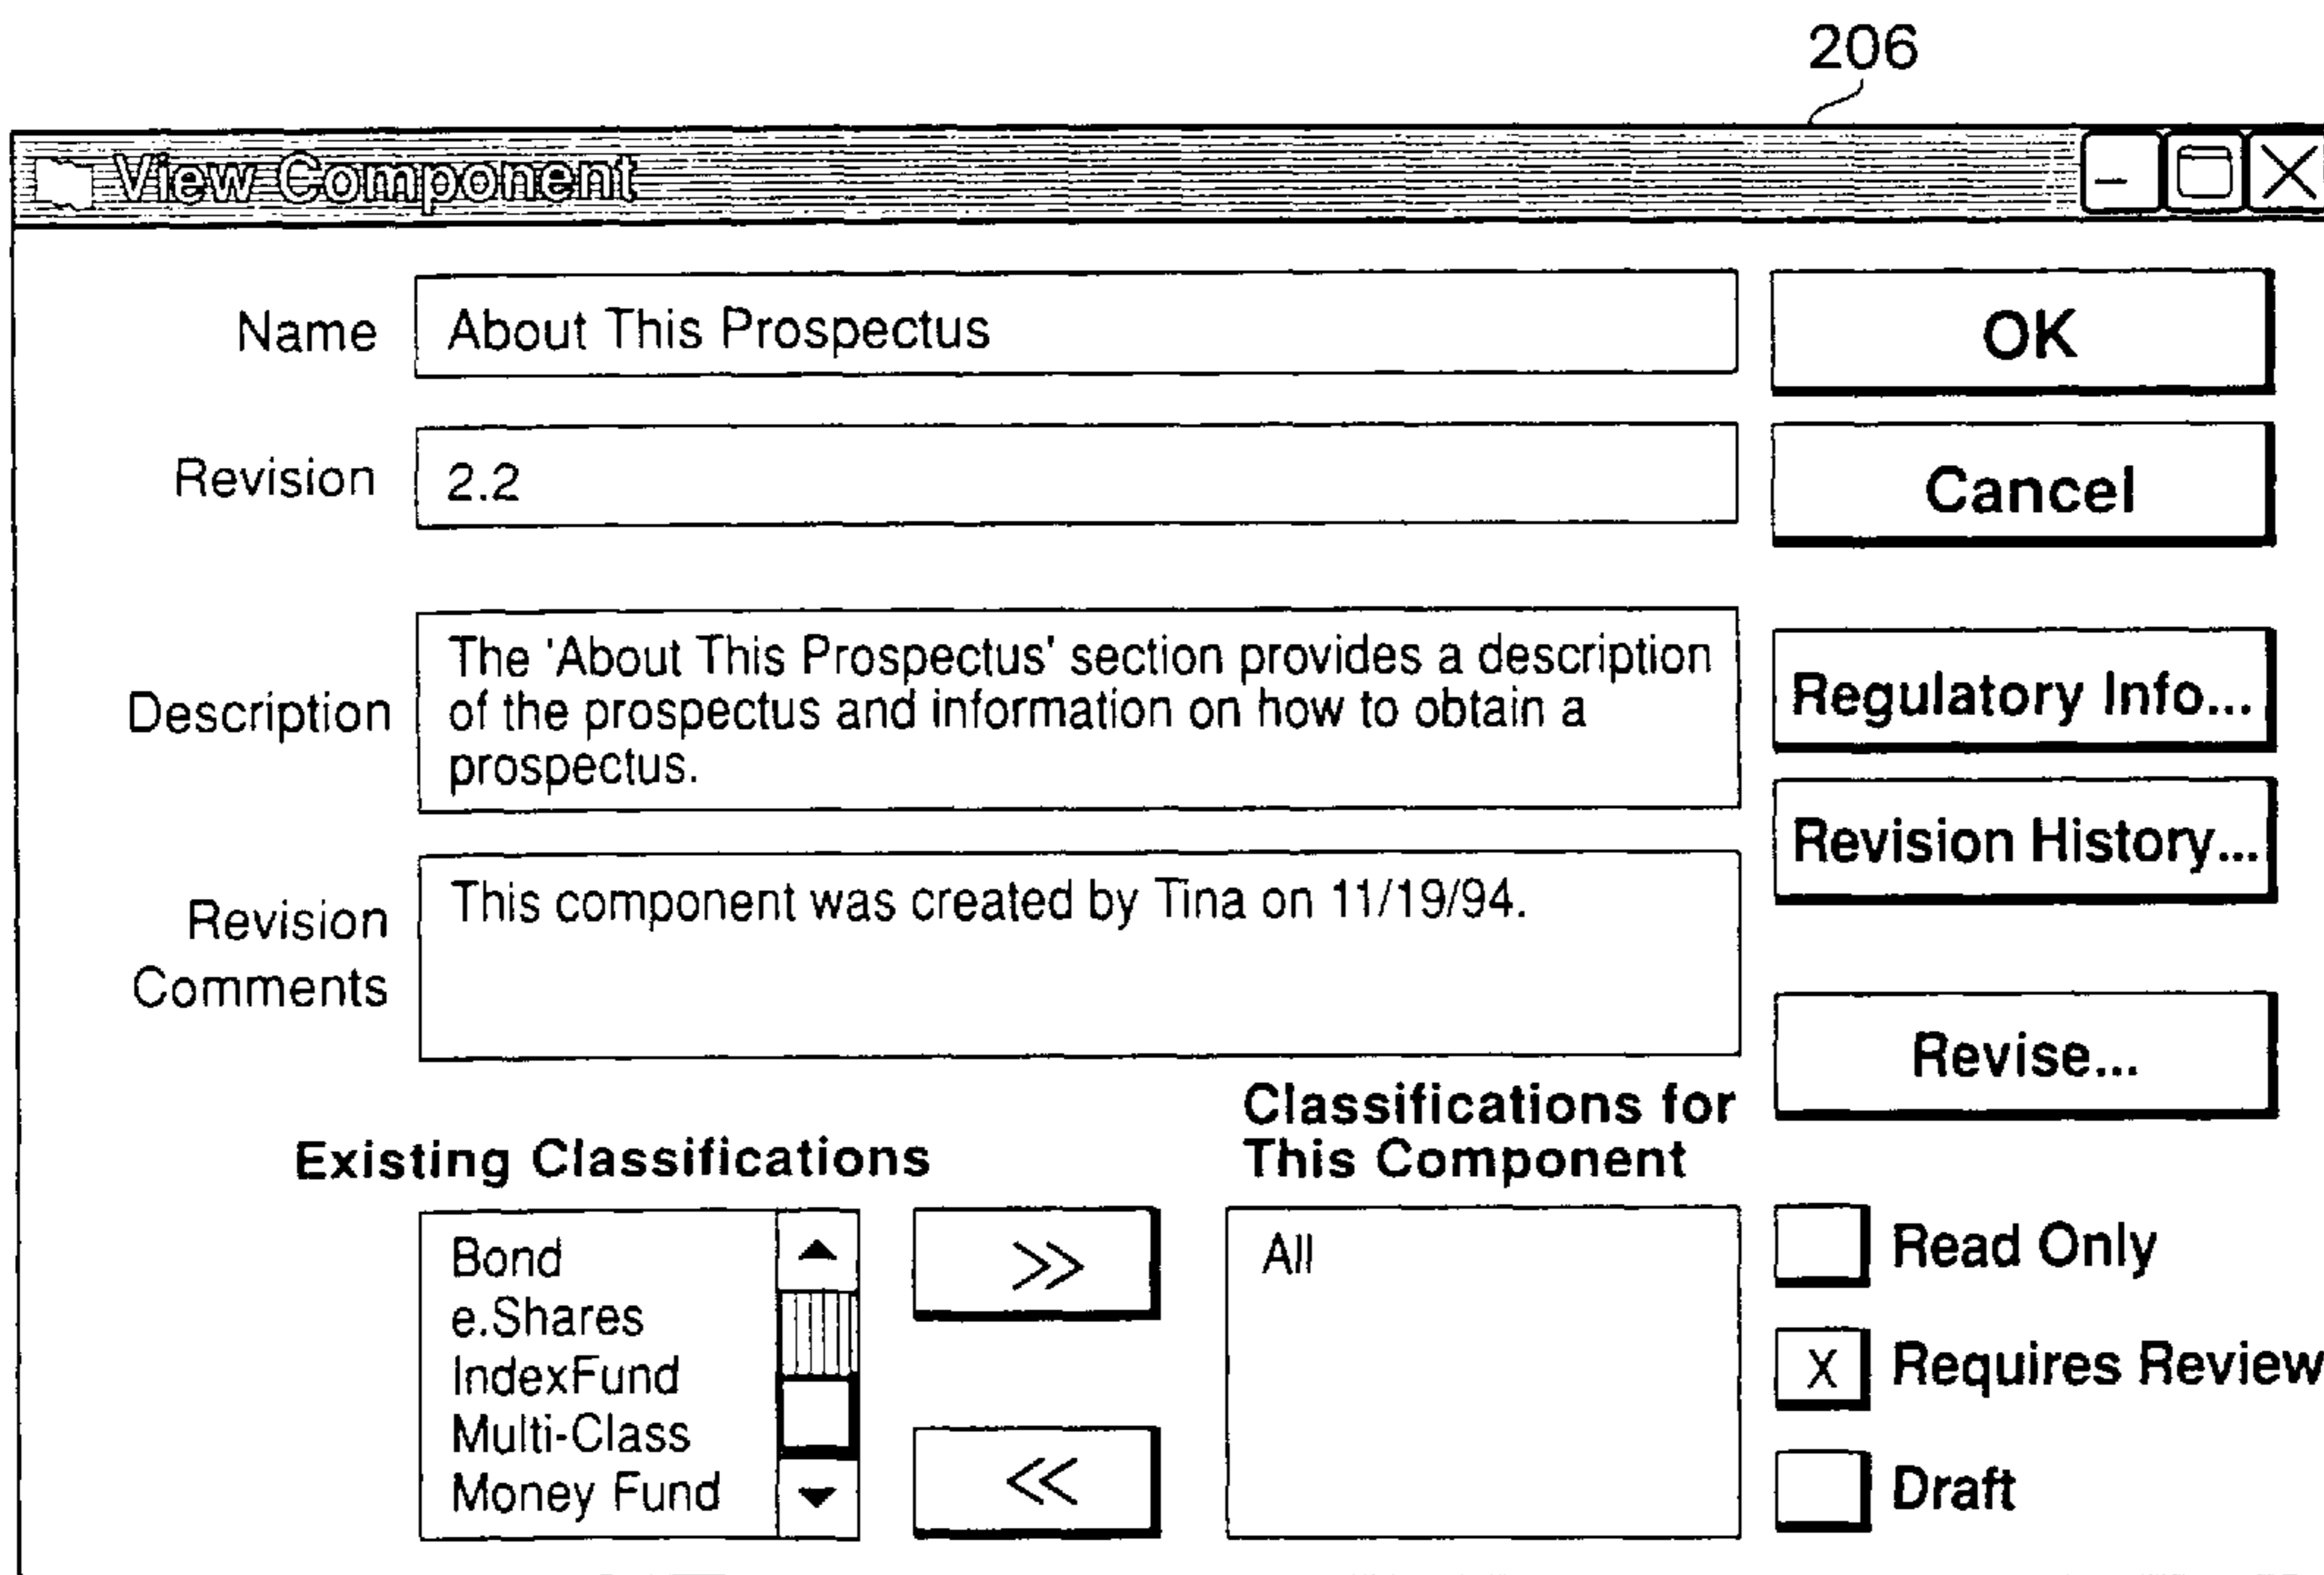 206
View Component
Name
About This Prospectus
OK
Revision
2.2
Cancel
Description
The 'About This Prospectus' section provides a description
of the prospectus and information on how to obtain a
prospectus.
Regulatory Info...
Revision History...
Revision
Comments
This component was created by Tina on 11/19/94.
Revise...
Existing Classifications
Classifications for
This Component
Bond
e.Shares
IndexFund
Multi-Class
Money Fund
>>
<<
All
Read Only
X Requires Review
Draft